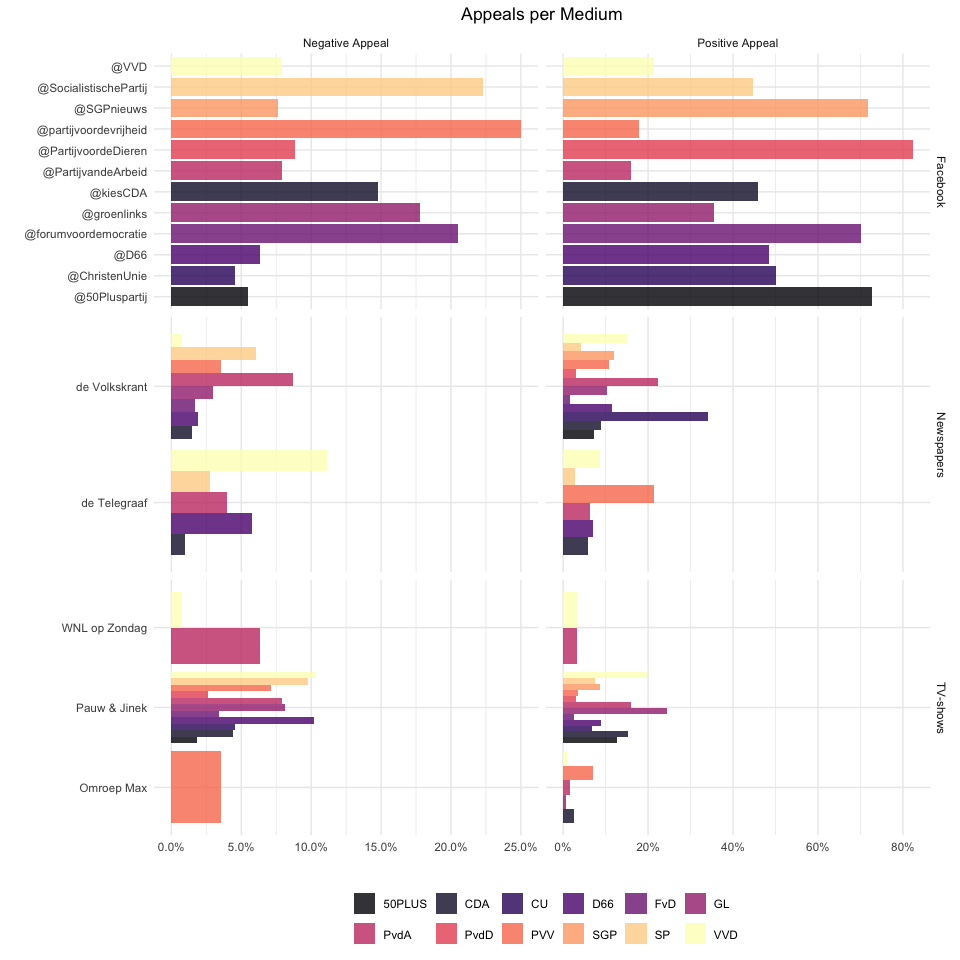 Appeals per Medium
Negative Appeal
Positive Appeal
@VVD
@SocialistischePartij
@SGPnieuws
@partijvoordevrijheid
@PartijvoordeDieren
@PartijvandeArbeid
@kiesCDA
@groenlinks
@forumvoordemocratie
@D66
@ChristenUnie
@50Pluspartij
Facebook
de Volkskrant
de Telegraaf
Newspapers
WNL op Zondag
Pauw & Jinek
Omroep Max
TV-shows
0.0% 5.0% 10.0% 15.0% 20.0% 25.0%
0% 20% 40% 60% 80%
50PLUS CDA CU D66 FvD GL
PvdA PvdD PVV SGP SP VVD